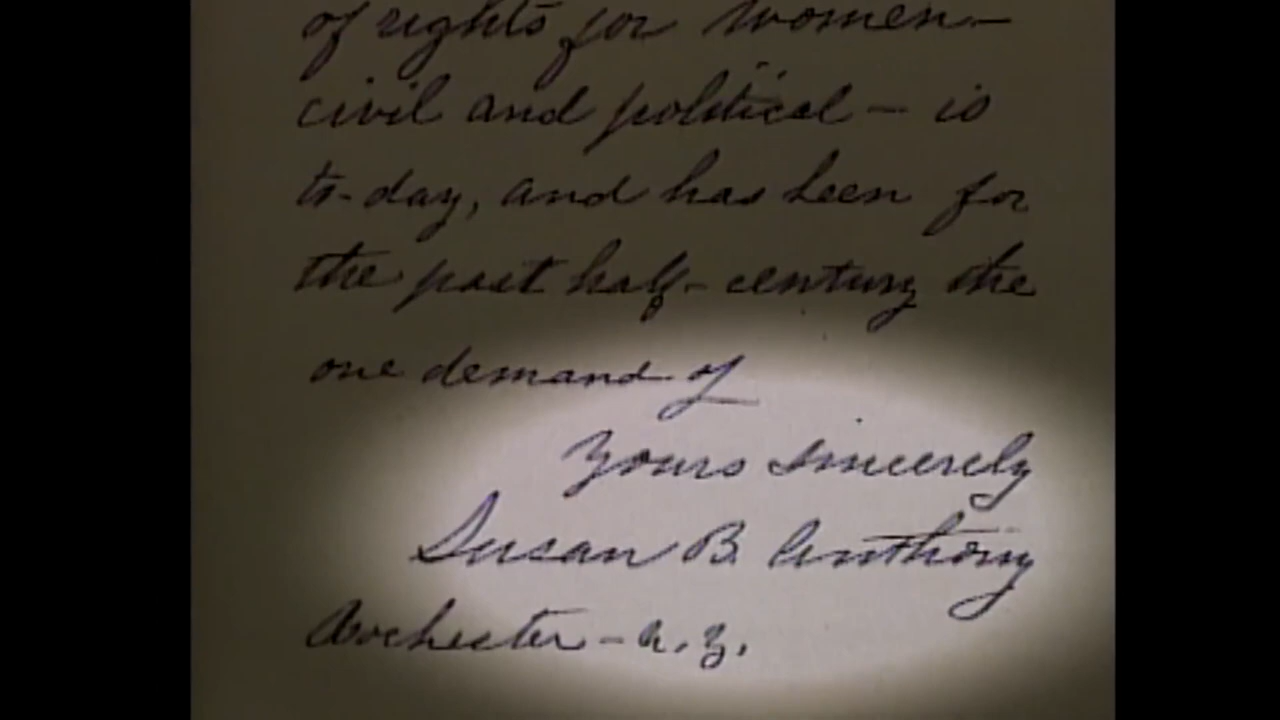 of rights for women—
civil and political — is
to-day, and has been for
the past half-century the
one demand of
Yours sincerely
Susan B. Anthony
Rochester - N.Y.